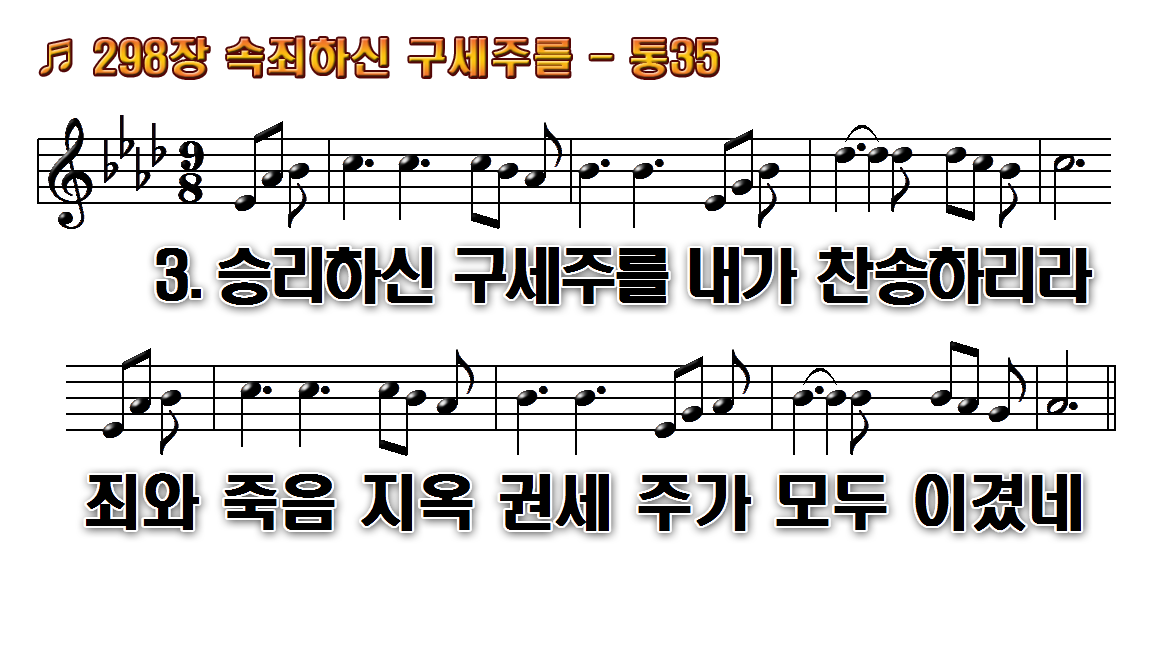 298장 속죄하신 구세주를 - 통35
9
8
3. 승리하신 구세주를 내가 찬송하리라
죄와 죽음 지옥 권세 주가 모두 이겼네